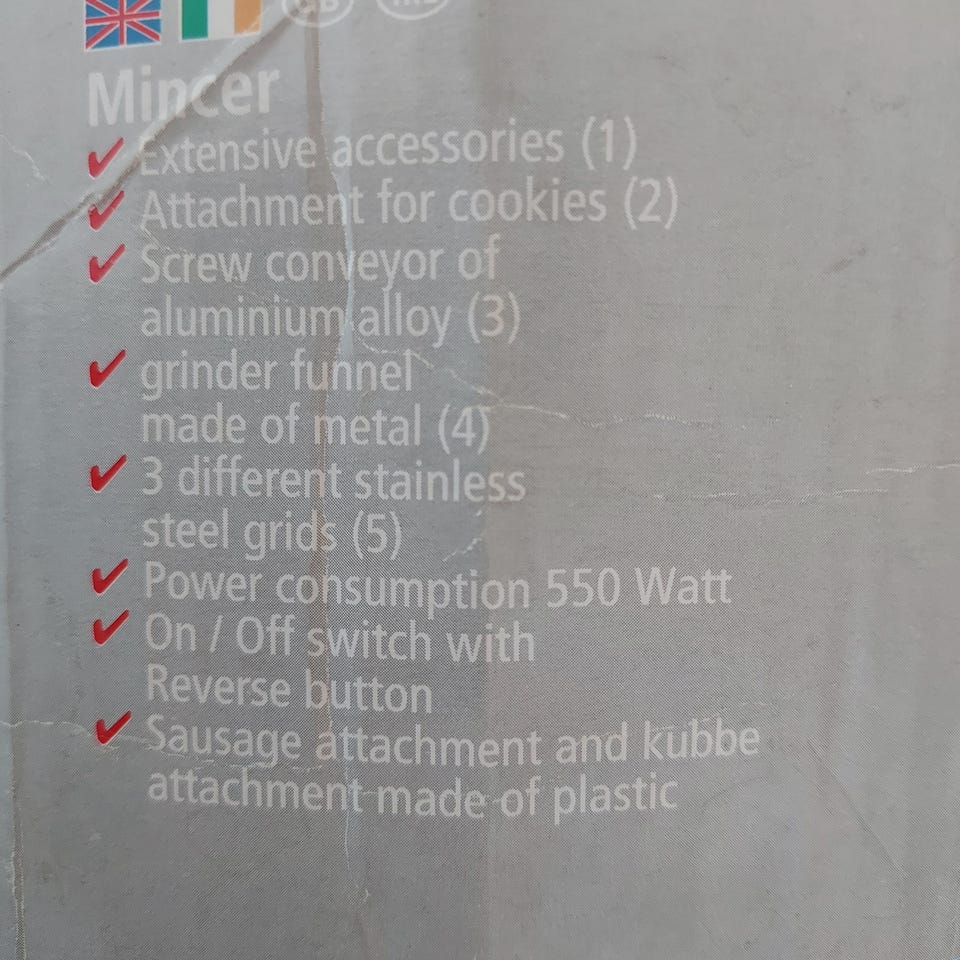 GB IRL
Mincer
✓ Extensive accessories (1)
✓ Attachment for cookies (2)
✓ Screw conveyor of
aluminium alloy (3)
✓ grinder funnel
made of metal (4)
✓ 3 different stainless
steel grids (5)
✓ Power consumption 550 Watt
✓ On / Off switch with
Reverse button
✓ Sausage attachment and kubbe
attachment made of plastic